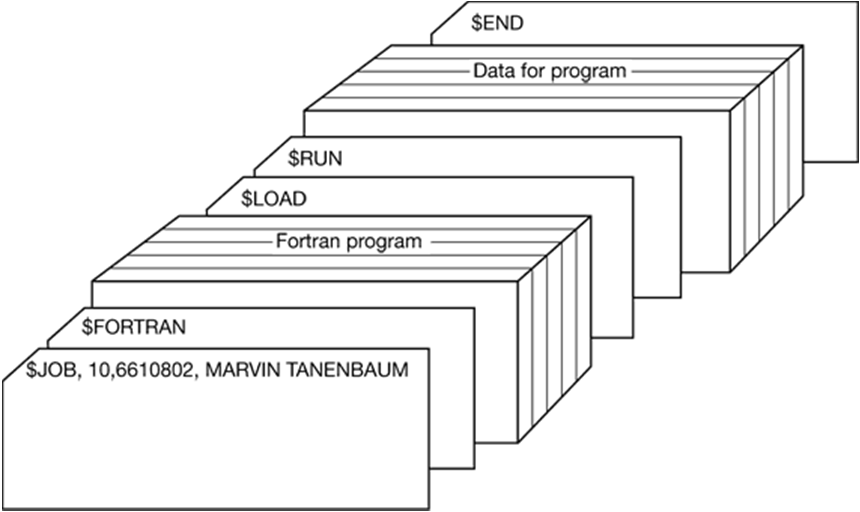 $END
Data for program
$RUN
$LOAD
Fortran program
$FORTRAN
$JOB, 10,6610802, MARVIN TANENBAUM